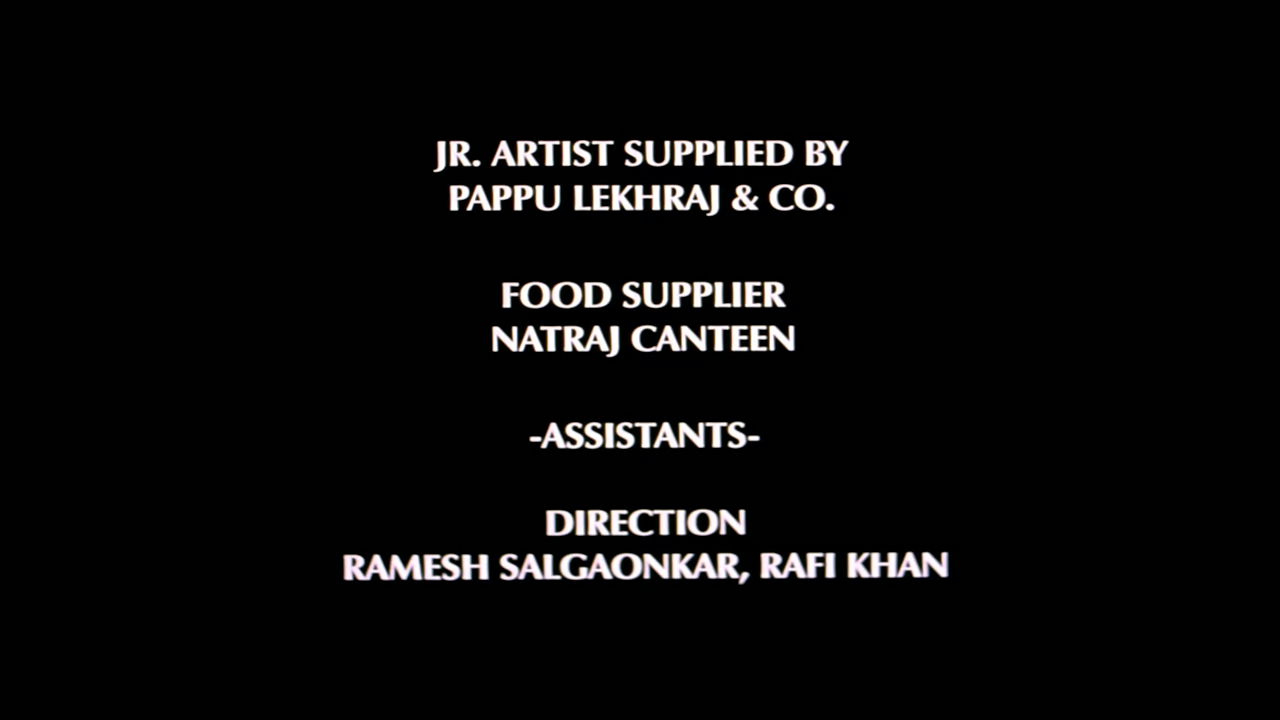 JR. ARTIST SUPPLIED BY
PAPPU LEKHRAJ & CO.
FOOD SUPPLIER
NATRAJ CANTEEN
-ASSISTANTS-
DIRECTION
RAMESH SALGAONKAR, RAFI KHAN